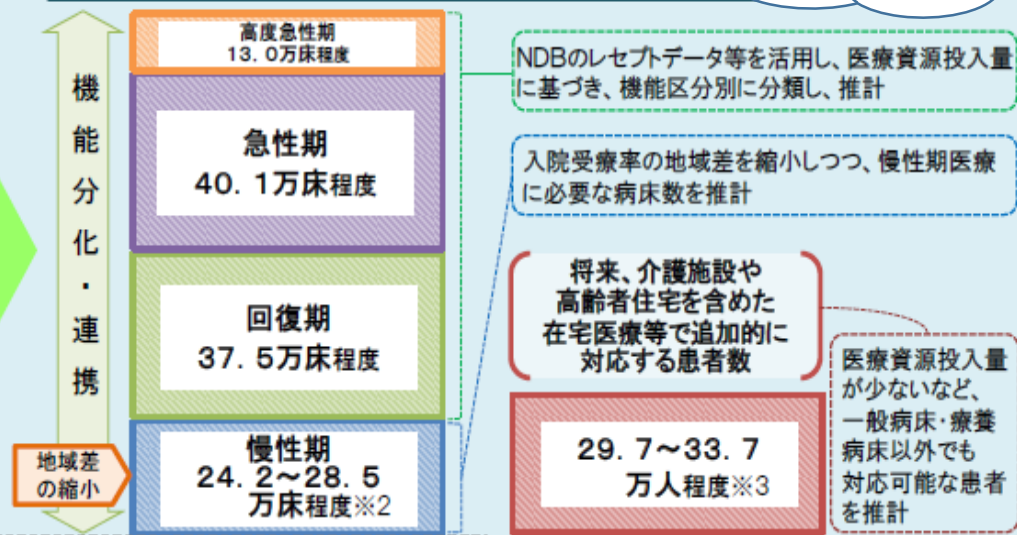 機能分化・連携
地域差
の縮小
高度急性期
13.0万床程度
急性期
40.1万床程度
回復期
37.5万床程度
慢性期
24.2～28.5
万床程度※2
NDBのレセプトデータ等を活用し、医療資源投入量
に基づき、機能区分別に分類し、推計
入院受療率の地域差を縮小しつつ、慢性期医療
に必要な病床数を推計
将来、介護施設や
高齢者住宅を含めた
在宅医療等で追加的に
対応する患者数
29.7～33.7
万人程度※3
医療資源投入量
が少ないなど、
一般病床・療養
病床以外でも
対応可能な患者
を推計